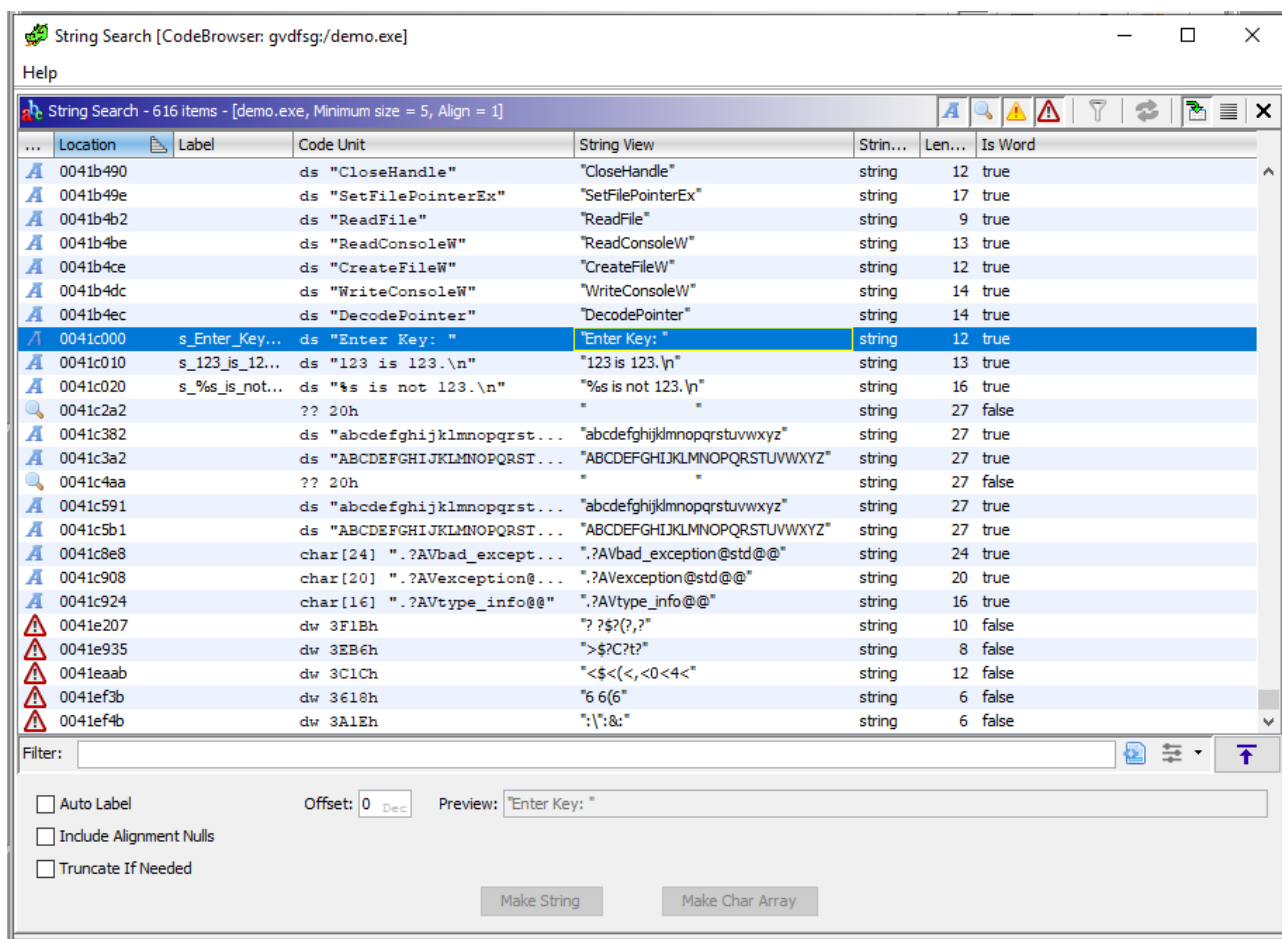 String Search [CodeBrowser: gvdfsg:/demo.exe]
Help
String Search - 616 items - [demo.exe, Minimum size = 5, Align = 1]
... Location Label Code Unit String View Strin... Len... Is Word
0041b490 ds "CloseHandle" "CloseHandle" string 12 true
0041b49e ds "SetFilePointerEx" "SetFilePointerEx" string 17 true
0041b4b2 ds "ReadFile" "ReadFile" string 9 true
0041b4be ds "ReadConsoleW" "ReadConsoleW" string 13 true
0041b4ce ds "CreateFileW" "CreateFileW" string 12 true
0041b4dc ds "WriteConsoleW" "WriteConsoleW" string 14 true
0041b4ec ds "DecodePointer" "DecodePointer" string 14 true
0041c000 s_Enter_Key... ds "Enter Key: " "Enter Key: " string 12 true
0041c010 s_123_is_12... ds "123 is 123.\n" "123 is 123.\n" string 13 true
0041c020 s_%s_is_not... ds "%s is not 123.\n" "%s is not 123.\n" string 16 true
0041c2a2 ?? 20h " " string 27 false
0041c382 ds "abcdefghijklmnopqrst... "abcdefghijklmnopqrstuvwxyz" string 27 true
0041c3a2 ds "ABCDEFGHIJKLMNOPQRST... "ABCDEFGHIJKLMNOPQRSTUVWXYZ" string 27 true
0041c4aa ?? 20h " " string 27 false
0041c591 ds "abcdefghijklmnopqrst... "abcdefghijklmnopqrstuvwxyz" string 27 true
0041c5b1 ds "ABCDEFGHIJKLMNOPQRST... "ABCDEFGHIJKLMNOPQRSTUVWXYZ" string 27 true
0041c8e8 char[24] ".?AVbad_except... ".?AVbad_exception@std@@" string 24 true
0041c908 char[20] ".?AVexception@... ".?AVexception@std@@" string 20 true
0041c924 char[16] ".?AVtype_info@@" ".?AVtype_info@@" string 16 true
0041e207 dw 3F1Bh "? ?$?(?,?" string 10 false
0041e935 dw 3EB6h ">$?C?t?" string 8 false
0041eaab dw 3C1Ch "<$<(<,<0<4<" string 12 false
0041ef3b dw 3618h "6 6(6" string 6 false
0041ef4b dw 3A1Eh ":\":&:" string 6 false
Filter:
Auto Label Offset: 0 Dec Preview: "Enter Key: "
Include Alignment Nulls
Truncate If Needed
Make String Make Char Array